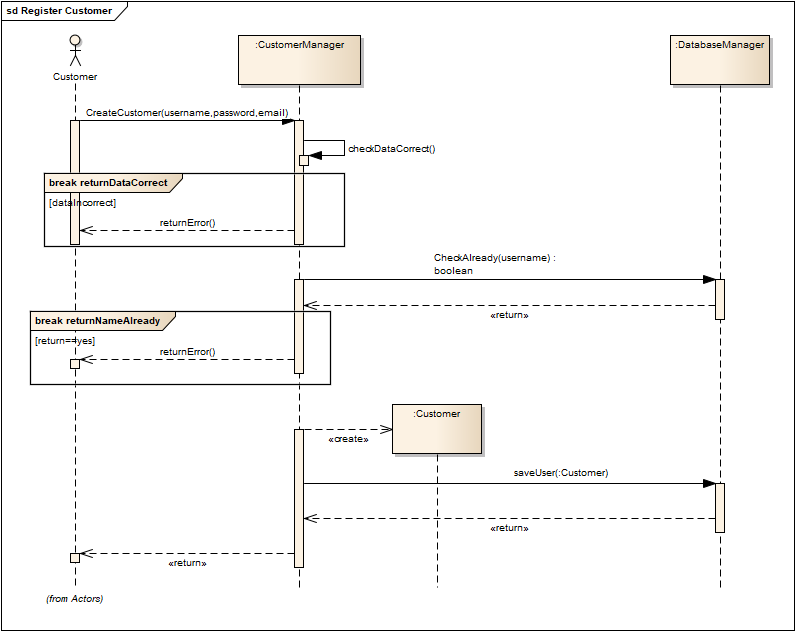 sd Register Customer
:CustomerManager
:DatabaseManager
Customer
CreateCustomer(username,password,email)
checkDataCorrect()
break returnDataCorrect
[dataIncorrect]
returnError()
CheckAlready(username) :
boolean
«return»
break returnNameAlready
[return==yes]
returnError()
:Customer
«create»
saveUser(:Customer)
«return»
«return»
(from Actors)